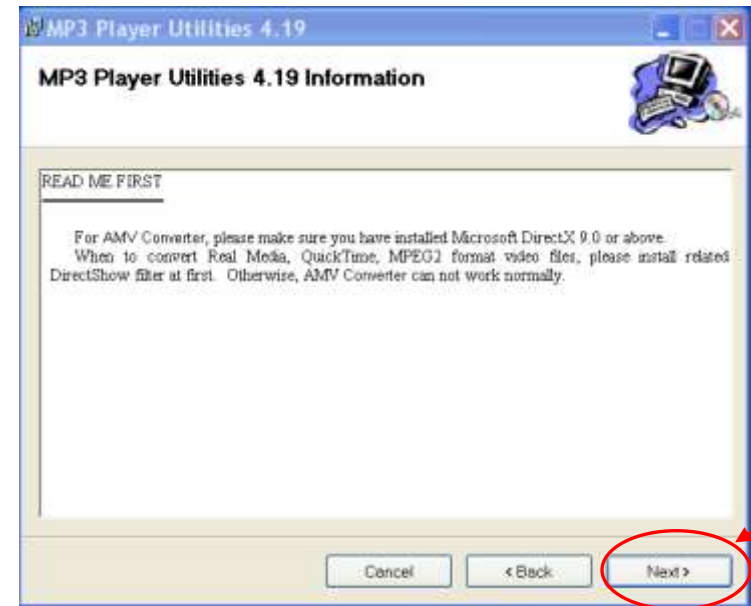 MP3 Player Utilities 4.19
MP3 Player Utilities 4.19 Information
READ ME FIRST
For AMV Converter, please make sure you have installed Microsoft DirectX 9.0 or above.
When to convert Real Media, QuickTime, MPEG2 format video files, please install related
DirectShow filter at first. Otherwise, AMV Converter can not work normally.
Cancel
< Back
Next >